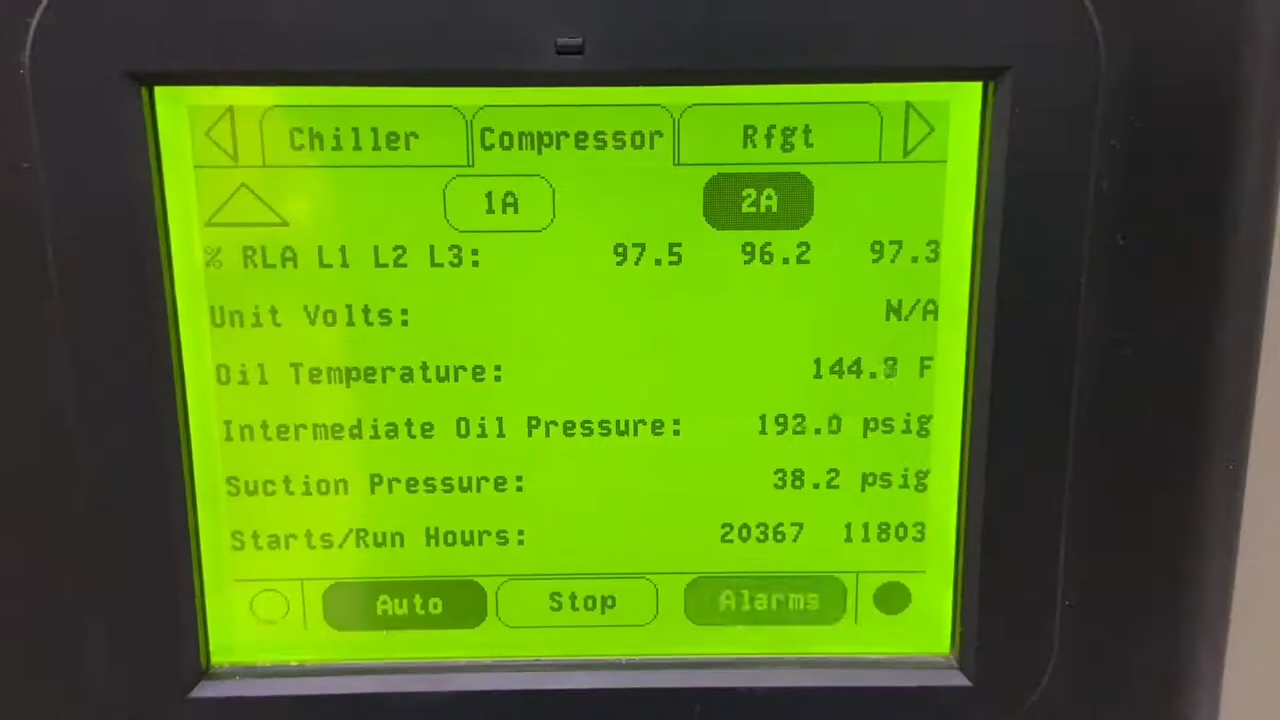 Chiller Compressor Rfgt
1A 2A
% RLA L1 L2 L3: 97.5 96.2 97.3
Unit Volts: N/A
Oil Temperature: F
Intermediate Oil Pressure: psig
Suction Pressure: 38.2 psig
Starts/Run Hours: 20367 11803
Auto Stop Alarms